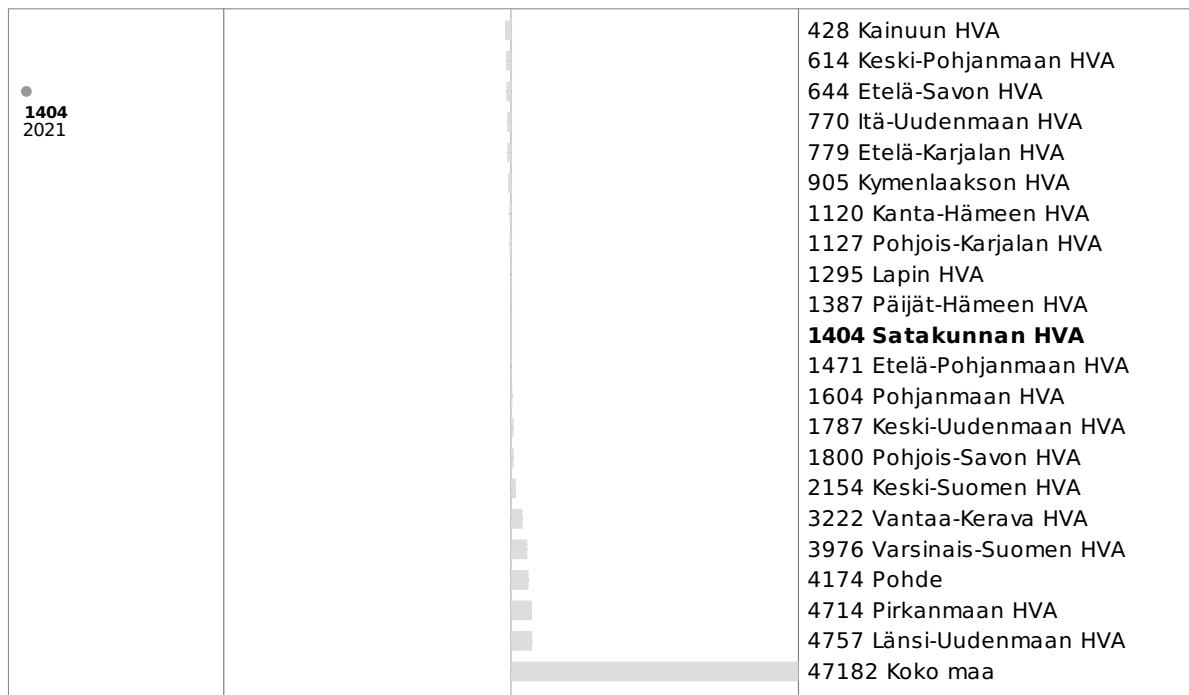 1404
2021
428 Kainuun HVA
614 Keski-Pohjanmaan HVA
644 Etelä-Savon HVA
770 Itä-Uudenmaan HVA
779 Etelä-Karjalan HVA
905 Kymenlaakson HVA
1120 Kanta-Hämeen HVA
1127 Pohjois-Karjalan HVA
1295 Lapin HVA
1387 Päijät-Hämeen HVA
1404 Satakunnan HVA
1471 Etelä-Pohjanmaan HVA
1604 Pohjanmaan HVA
1787 Keski-Uudenmaan HVA
1800 Pohjois-Savon HVA
2154 Keski-Suomen HVA
3222 Vantaa-Kerava HVA
3976 Varsinais-Suomen HVA
4174 Pohde
4714 Pirkanmaan HVA
4757 Länsi-Uudenmaan HVA
47182 Koko maa